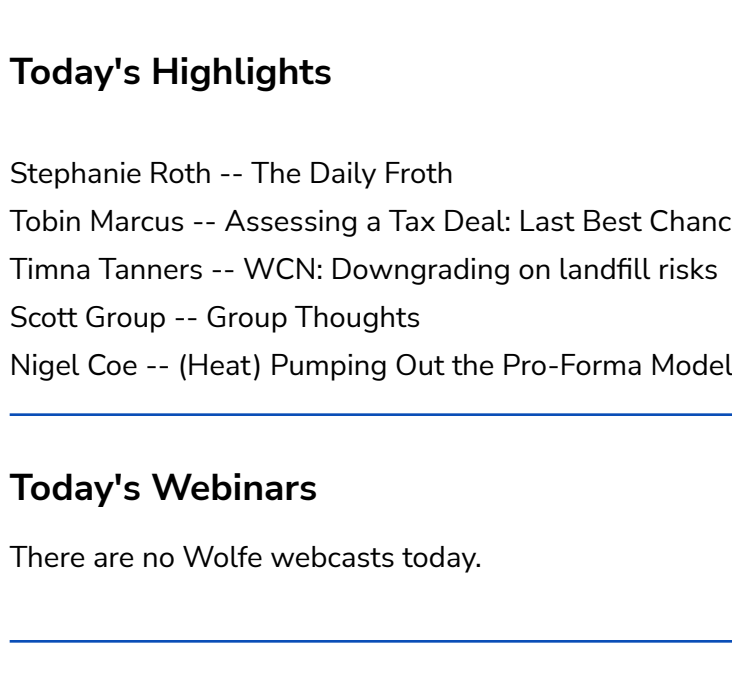 Today's Highlights
Stephanie Roth -- The Daily Froth
Tobin Marcus -- Assessing a Tax Deal: Last Best Chanc
Timna Tanners -- WCN: Downgrading on landfill risks
Scott Group -- Group Thoughts
Nigel Coe -- (Heat) Pumping Out the Pro-Forma Model
Today's Webinars
There are no Wolfe webcasts today.